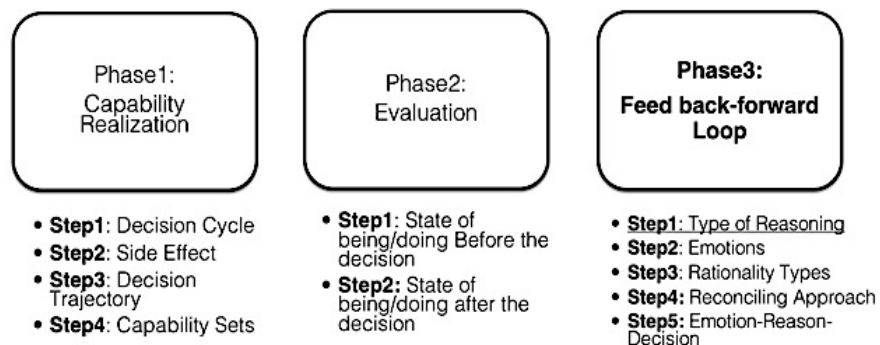 Phase1:
Capability
Realization
Phase2:
Evaluation
Phase3:
Feed back-forward
Loop
• Step1: Decision Cycle
• Step2: Side Effect
• Step3: Decision
Trajectory
• Step4: Capability Sets
• Step1: State of
being/doing Before the
decision
• Step2: State of
being/doing after the
decision
• Step1: Type of Reasoning
• Step2: Emotions
• Step3: Rationality Types
• Step4: Reconciling Approach
• Step5: Emotion-Reason-
Decision